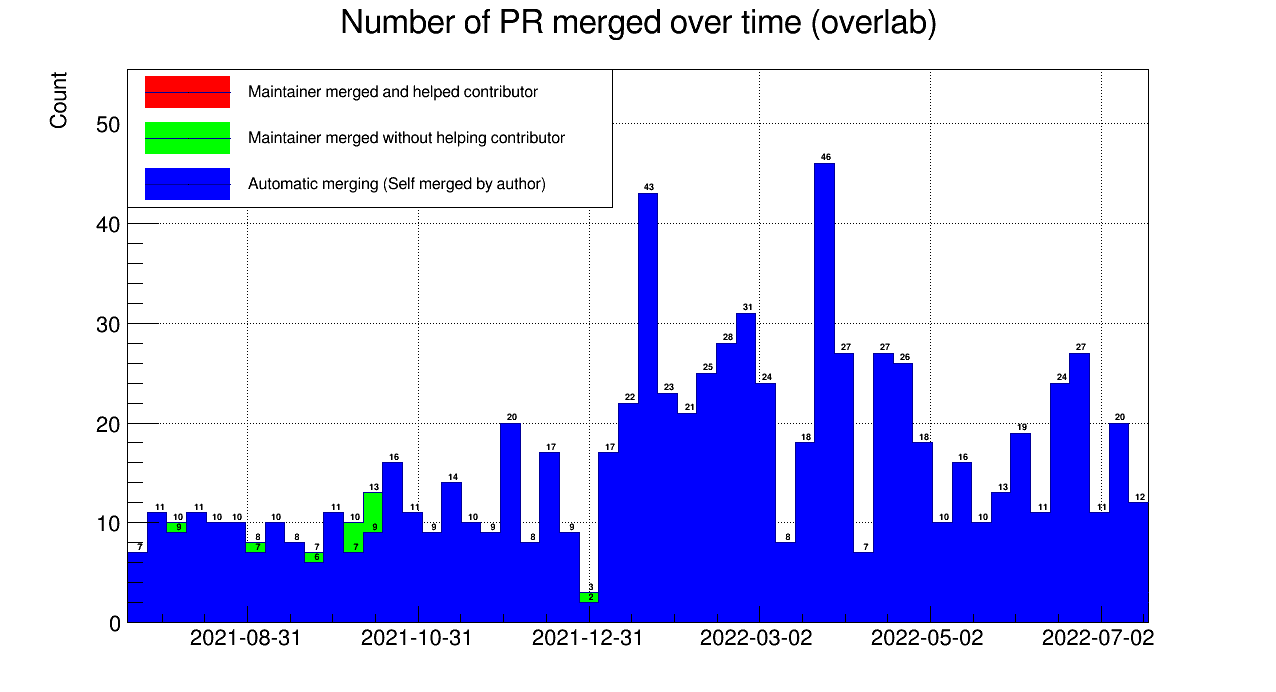 Number of PR merged over time (overlab)
Count
Maintainer merged and helped contributor
Maintainer merged without helping contributor
Automatic merging (Self merged by author)
50
40
30
20
10
0
7 11 10 9 11 10 10 8 7 10 8 7 6 11 10 7 13 9 16 11 9 14 10 9 20 8 17 9 3 2 17 22 43 23 21 25 28 31 24 8 18 46 27 7 27 26 18 10 16 10 13 19 11 24 27 11 20 12
2021-08-31 2021-10-31 2021-12-31 2022-03-02 2022-05-02 2022-07-02